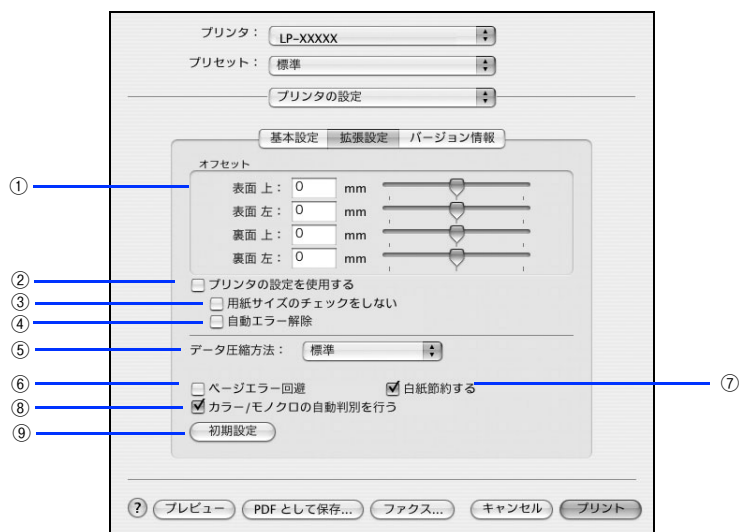 プリンタ： LP-XXXXX
プリセット： 標準
プリンタの設定
基本設定 拡張設定 バージョン情報
オフセット
① 表面 上： 0 mm
表面 左： 0 mm
裏面 上： 0 mm
裏面 左： 0 mm
② プリンタの設定を使用する
③ 用紙サイズのチェックをしない
④ 自動エラー解除
⑤ データ圧縮方法： 標準
⑥ ページエラー回避 白紙節約する ⑦
⑧ カラー/モノクロの自動判別を行う
⑨ 初期設定
? プレビュー PDF として保存... ファクス... キャンセル プリント